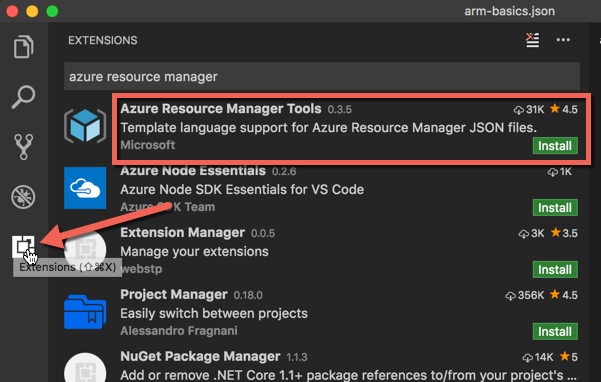 arm-basics.json
EXTENSIONS
azure resource manager
Azure Resource Manager Tools 0.3.5 31K ★ 4.5
Template language support for Azure Resource Manager JSON files.
Microsoft Install
Azure Node Essentials 0.2.6 1K
Azure Node SDK Essentials for VS Code
Azure SDK Team Install
Extension Manager 0.0.5 3K ★ 3.5
Manage your extensions
webstp Install
Extensions (⇧⌘X)
Project Manager 0.18.0 356K ★ 4.5
Easily switch between projects
Alessandro Fragnani Install
NuGet Package Manager 1.1.3 14K ★ 5
Add or remove .NET Core 1.1+ package references to/from your project's ...